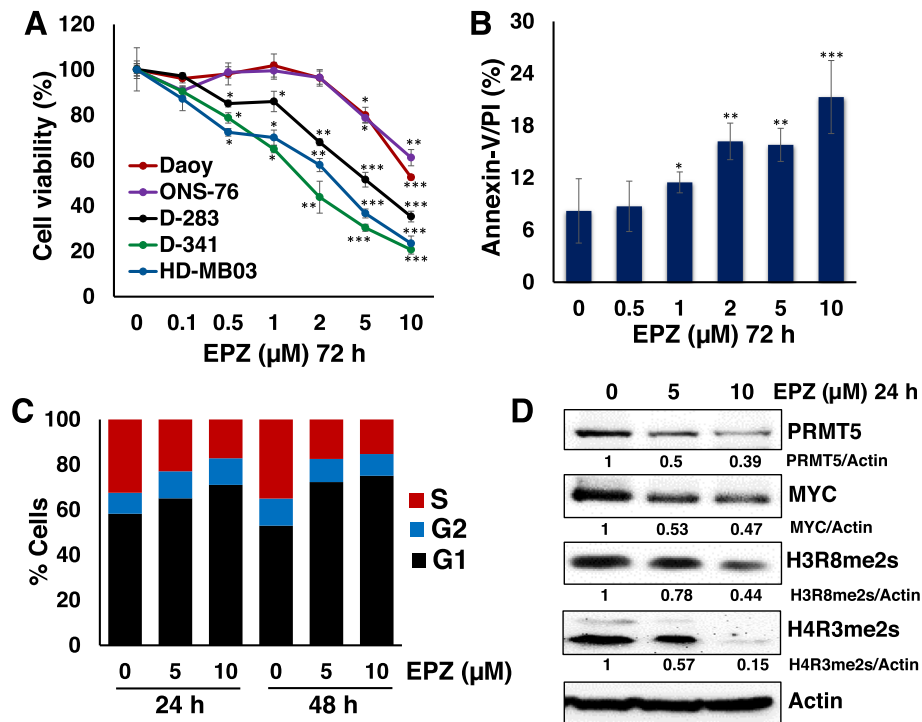 A
Cell viability (%)
120
100
80
60
40
20
0
* * * * * * ** ** ** * * *** *** ** *** *** *** ***
Daoy
ONS-76
D-283
D-341
HD-MB03
0 0.1 0.5 1 2 5 10
EPZ (µM) 72 h
B
Annexin-V/PI (%)
30
24
18
12
6
0
* ** ** ***
0 0.5 1 2 5 10
EPZ (µM) 72 h
C
% Cells
100
80
60
40
20
0
S
G2
G1
0 5 10 0 5 10 EPZ (µM)
24 h 48 h
D
0 5 10 EPZ (µM) 24 h
PRMT5
1 0.5 0.39 PRMT5/Actin
MYC
1 0.53 0.47 MYC/Actin
H3R8me2s
1 0.78 0.44 H3R8me2s/Actin
H4R3me2s
1 0.57 0.15 H4R3me2s/Actin
Actin